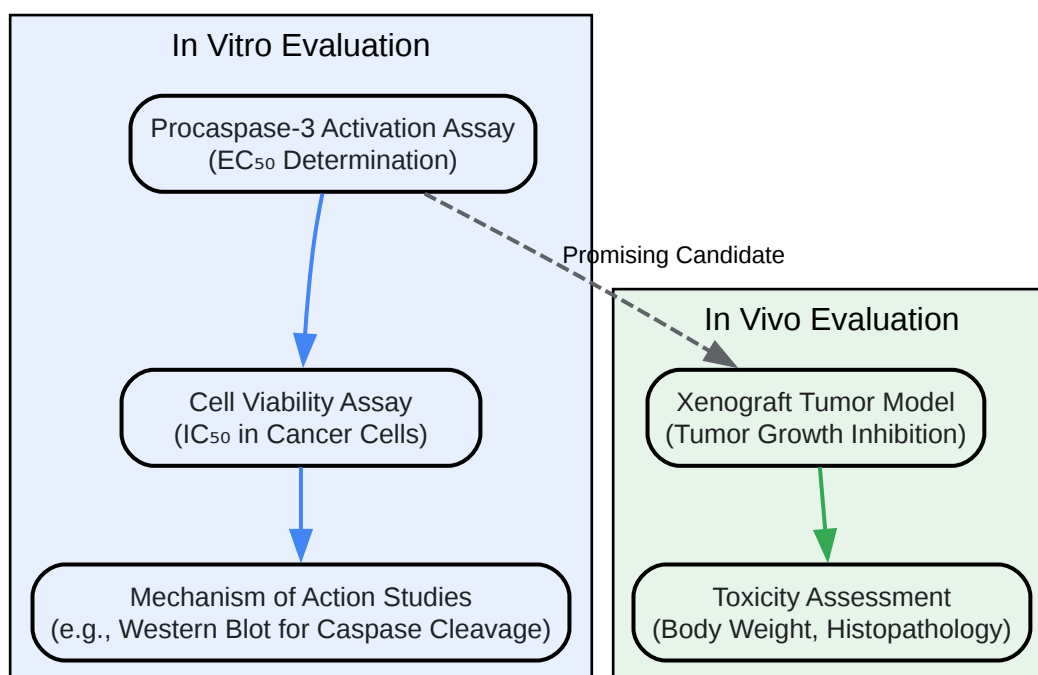 In Vitro Evaluation
Procaspase-3 Activation Assay
(EC₅₀ Determination)
Promising Candidate
Cell Viability Assay
(IC₅₀ in Cancer Cells)
Mechanism of Action Studies
(e.g., Western Blot for Caspase Cleavage)
In Vivo Evaluation
Xenograft Tumor Model
(Tumor Growth Inhibition)
Toxicity Assessment
(Body Weight, Histopathology)